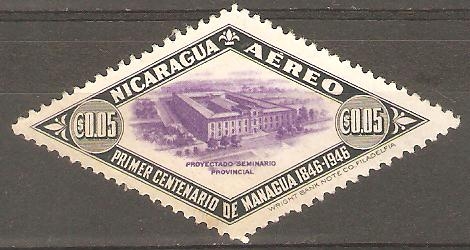 NICARAGUA AEREO
₡0.05 ₡0.05
PROYECTADO SEMINARIO
PROVINCIAL
PRIMER CENTENARIO DE MANAGUA 1846-1946
WRIGHT BANK NOTE CO. FILADELFIA